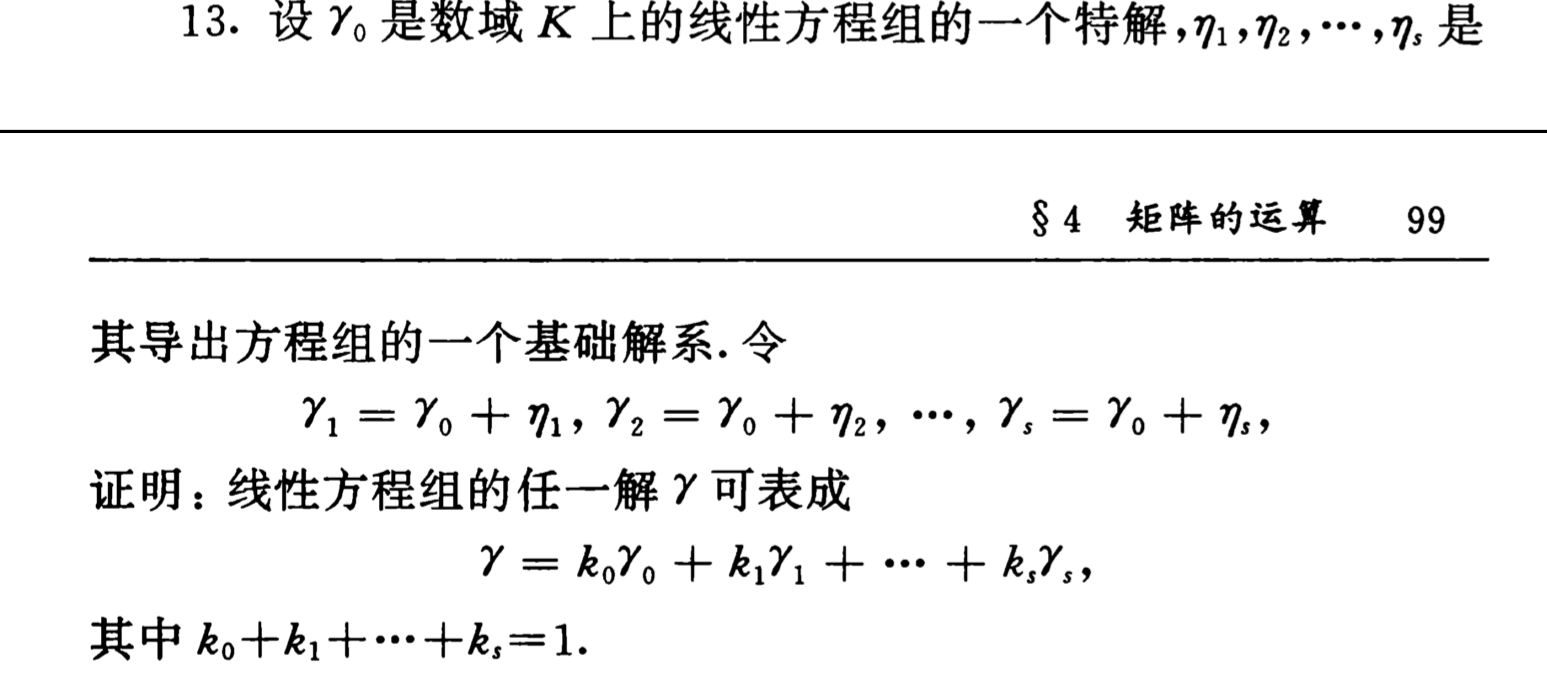 13. 设 γ₀ 是数域 K 上的线性方程组的一个特解,η₁,η₂,⋯,ηₛ 是
§4 矩阵的运算 99
其导出方程组的一个基础解系. 令
γ₁ = γ₀ + η₁, γ₂ = γ₀ + η₂, ⋯, γₛ = γ₀ + ηₛ,
证明: 线性方程组的任一解 γ 可表成
γ = k₀γ₀ + k₁γ₁ + ⋯ + kₛγₛ,
其中 k₀+k₁+⋯+kₛ=1.